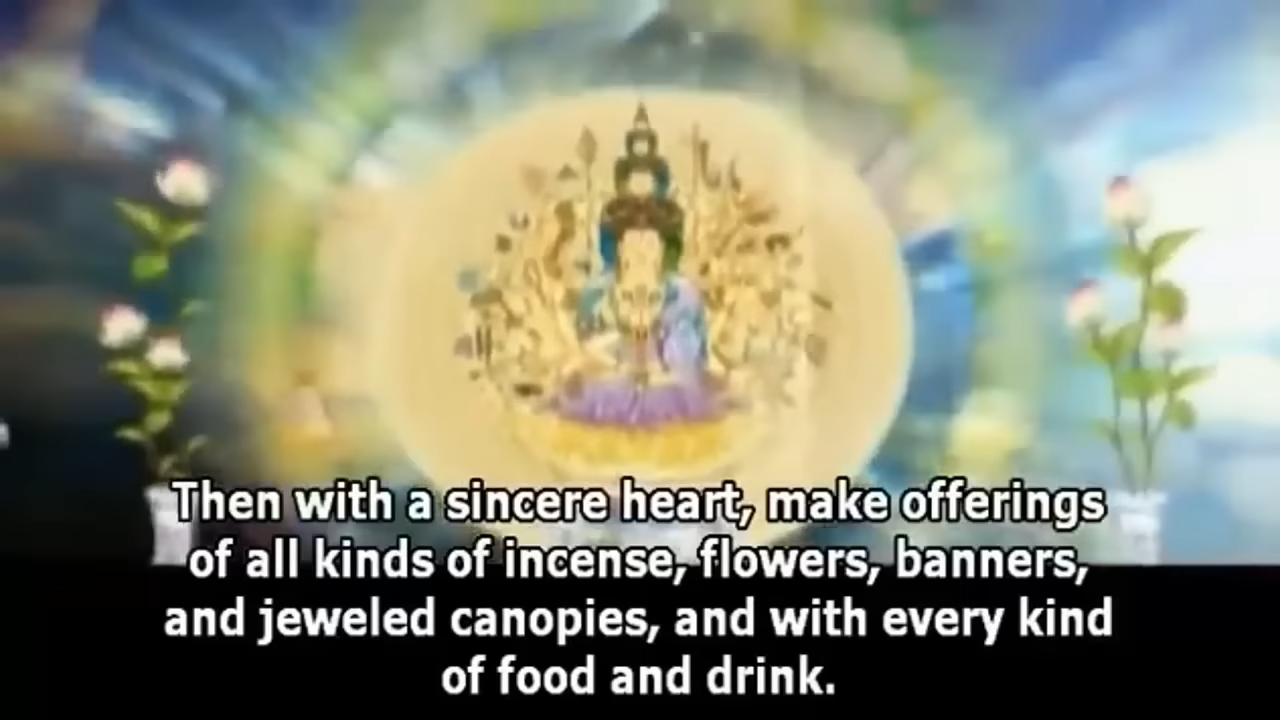 Then with a sincere heart, make offerings
of all kinds of incense, flowers, banners,
and jeweled canopies, and with every kind
of food and drink.